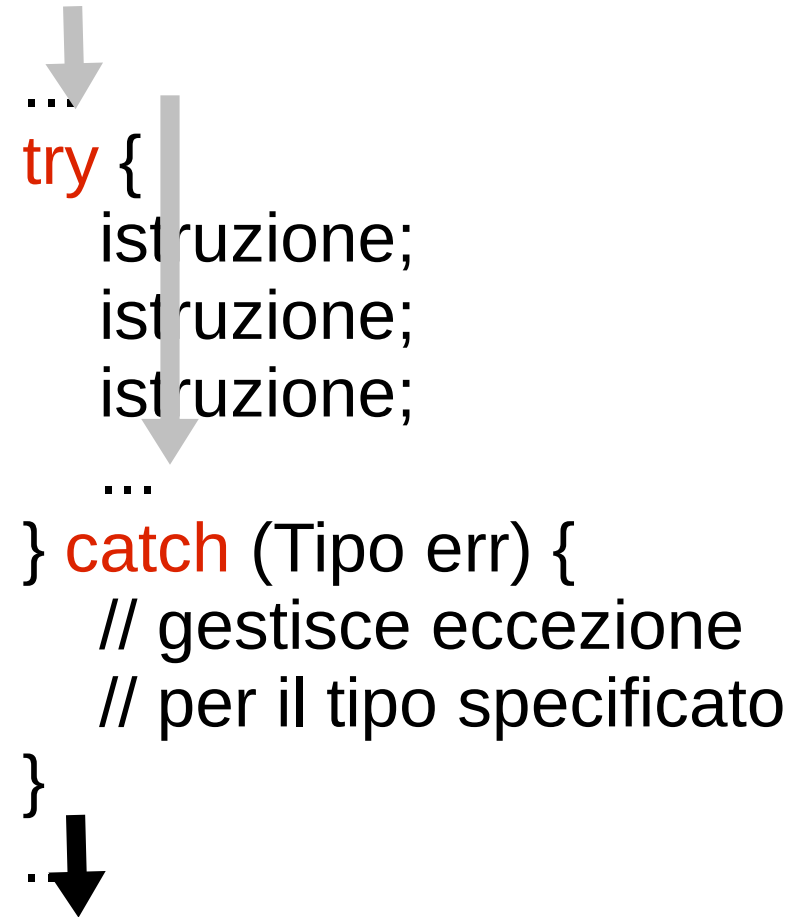 ...
try {
istruzione;
istruzione;
istruzione;
...
} catch (Tipo err) {
// gestisce eccezione
// per il tipo specificato
}
...